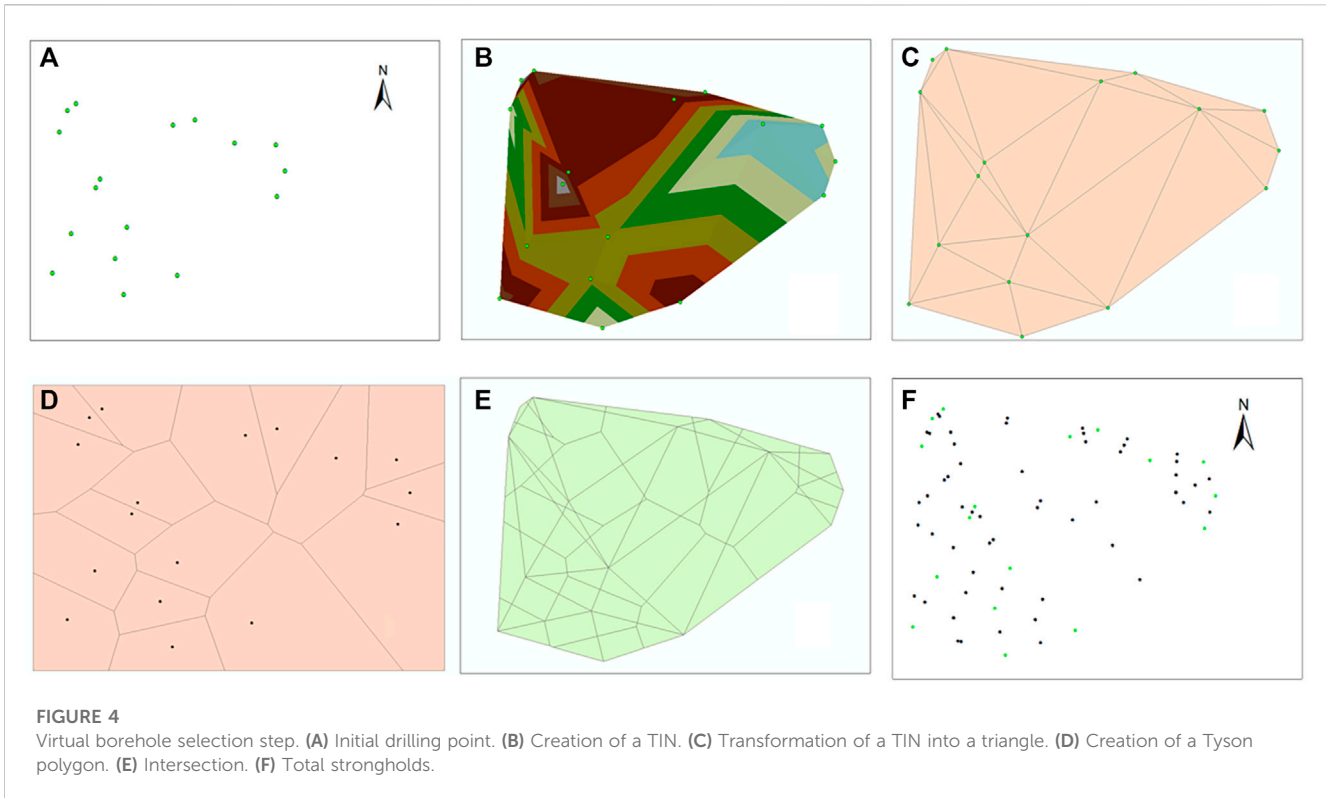 A
N
B
C
D
E
F
N
FIGURE 4
Virtual borehole selection step. (A) Initial drilling point. (B) Creation of a TIN. (C) Transformation of a TIN into a triangle. (D) Creation of a Tyson
polygon. (E) Intersection. (F) Total strongholds.